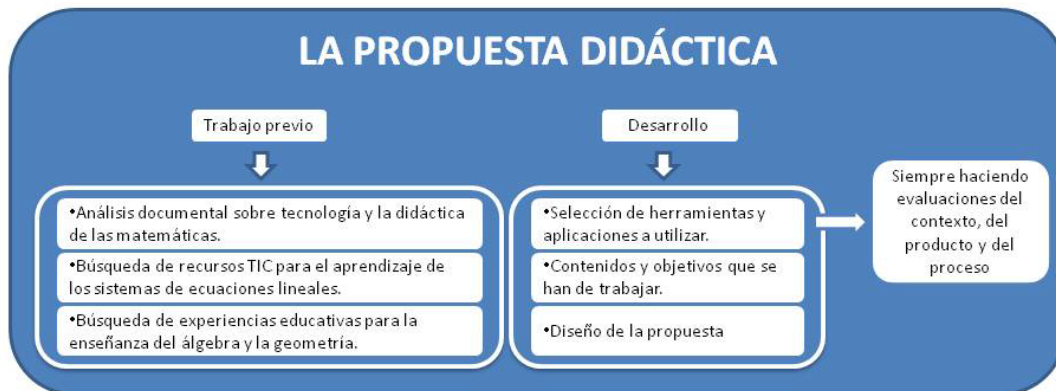 LA PROPUESTA DIDÁCTICA
Trabajo previo
•Análisis documental sobre tecnología y la didáctica
de las matemáticas.
•Búsqueda de recursos TIC para el aprendizaje de
los sistemas de ecuaciones lineales.
•Búsqueda de experiencias educativas para la
enseñanza del álgebra y la geometría.
Desarrollo
•Selección de herramientas y
aplicaciones a utilizar.
•Contenidos y objetivos que se
han de trabajar.
•Diseño de la propuesta
Siempre haciendo
evaluaciones del
contexto, del
producto y del
proceso